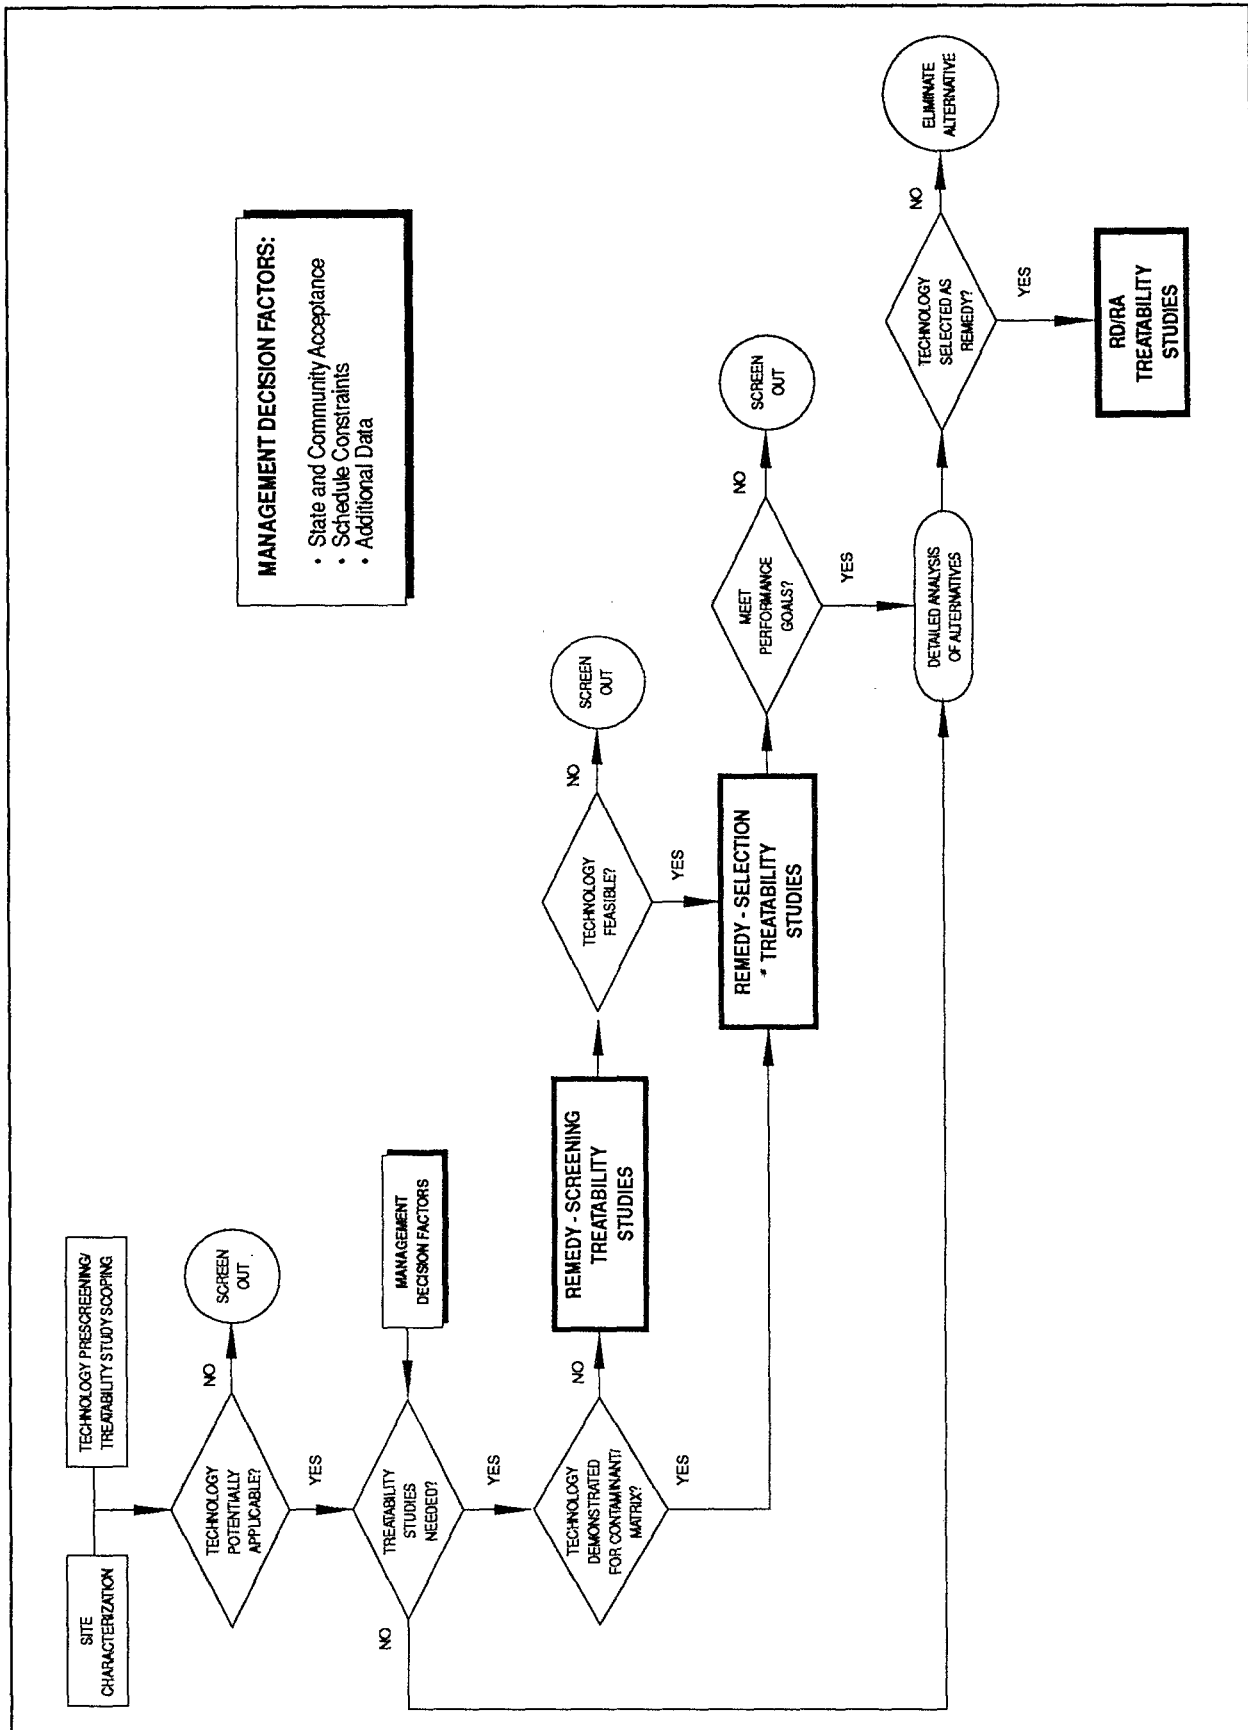 SITE
CHARACTERIZATION
TECHNOLOGY PRESCREENING/
TREATABILITY STUDY SCOPING
TECHNOLOGY
POTENTIALLY
APPLICABLE?
NO
SCREEN
OUT
YES
MANAGEMENT
DECISION FACTORS
TREATABILITY
STUDIES
NEEDED?
NO
YES
TECHNOLOGY
DEMONSTRATED
FOR CONTAMINANT/
MATRIX?
NO
YES
REMEDY - SCREENING
TREATABILITY
STUDIES
TECHNOLOGY
FEASIBLE?
NO
SCREEN
OUT
YES
REMEDY - SELECTION
TREATABILITY
STUDIES
MEET
PERFORMANCE
GOALS?
NO
SCREEN
OUT
YES
DETAILED ANALYSIS
OF ALTERNATIVES
TECHNOLOGY
SELECTED AS
REMEDY?
NO
ELIMINATE
ALTERNATIVE
YES
RD/RA
TREATABILITY
STUDIES
MANAGEMENT DECISION FACTORS:
• State and Community Acceptance
• Schedule Constraints
• Additional Data